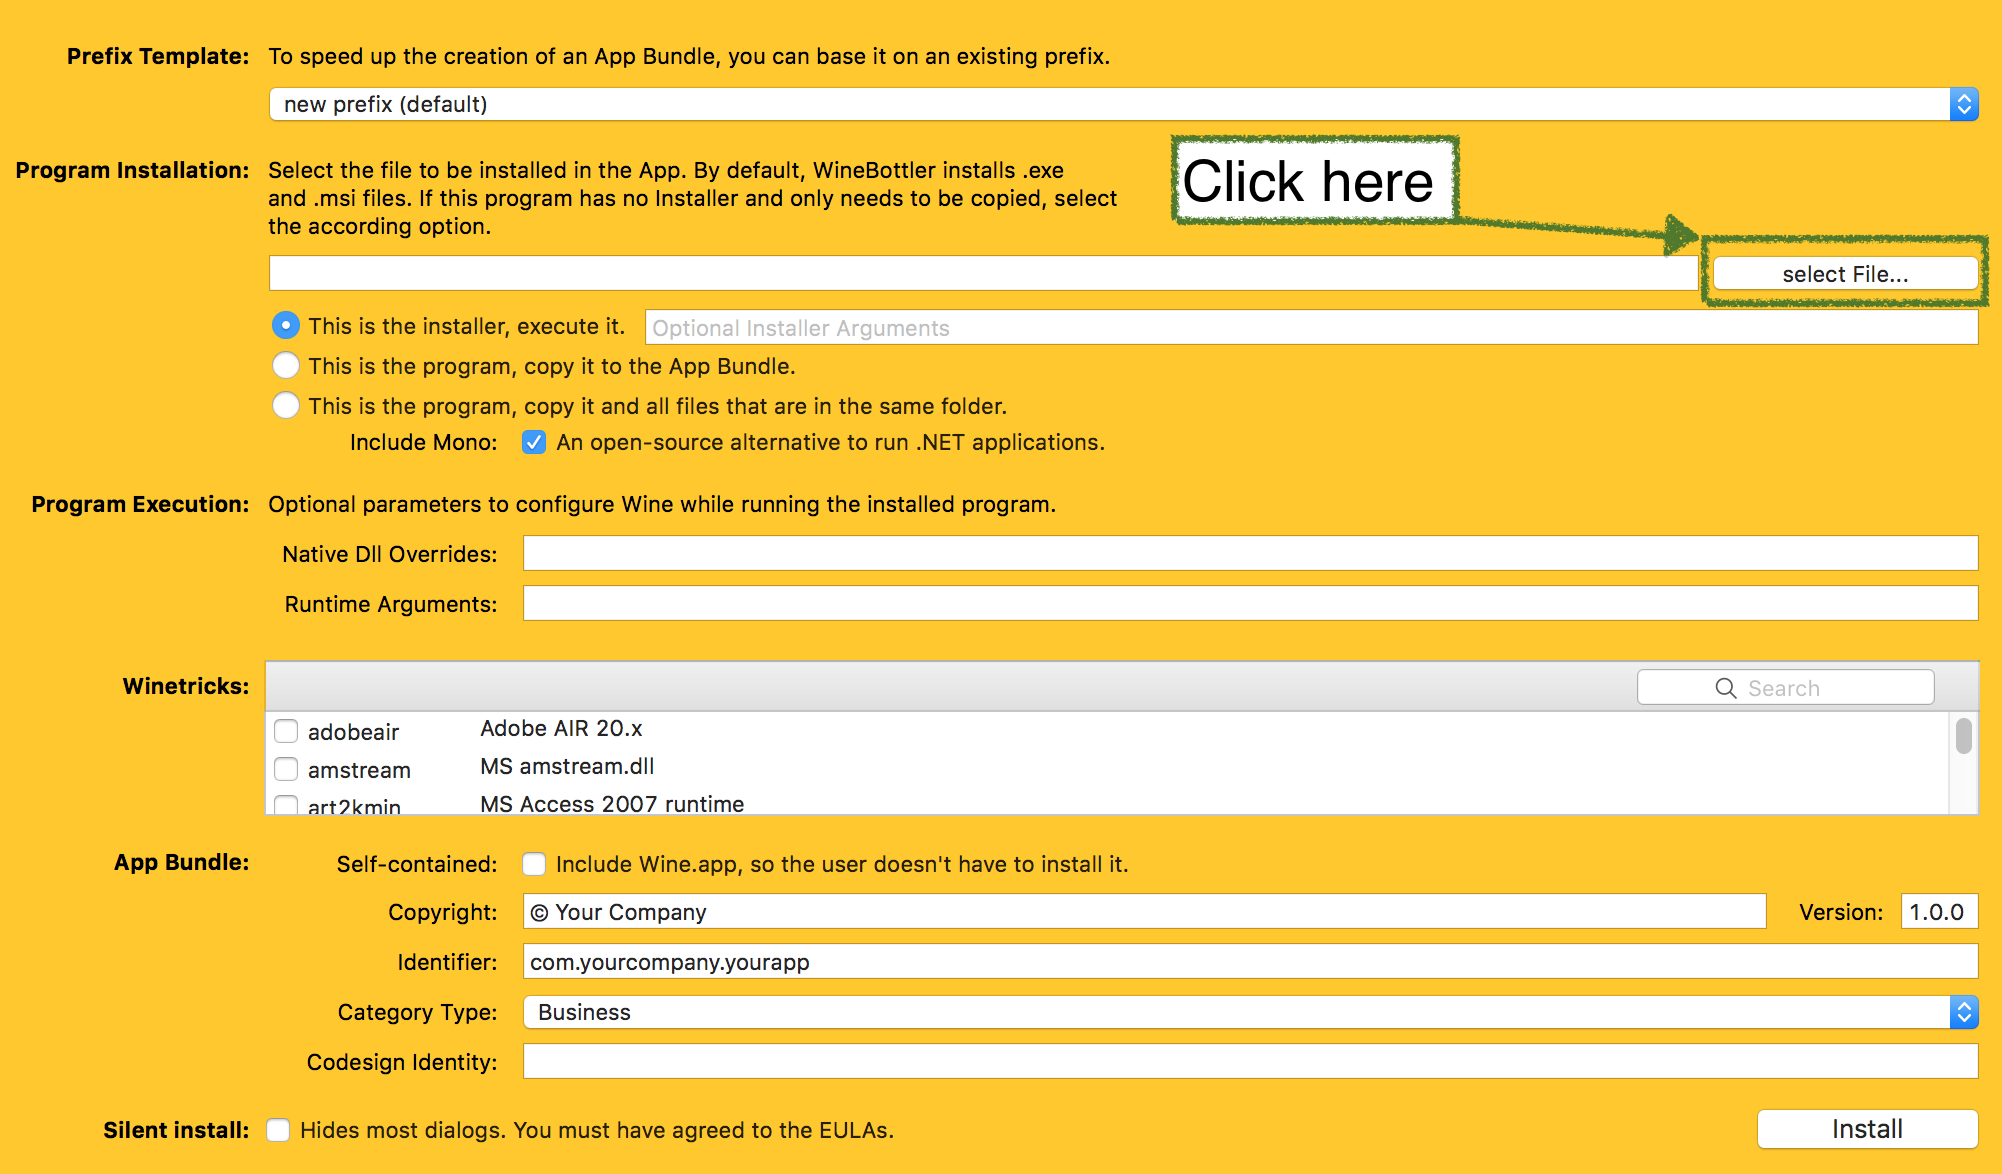 Prefix Template: To speed up the creation of an App Bundle, you can base it on an existing prefix.
new prefix (default)
Click here
Program Installation: Select the file to be installed in the App. By default, WineBottler installs .exe
and .msi files. If this program has no Installer and only needs to be copied, select
the according option.
select File...
This is the installer, execute it. Optional Installer Arguments
This is the program, copy it to the App Bundle.
This is the program, copy it and all files that are in the same folder.
Include Mono: An open-source alternative to run .NET applications.
Program Execution: Optional parameters to configure Wine while running the installed program.
Native Dll Overrides:
Runtime Arguments:
Winetricks: Search
adobeair Adobe AIR 20.x
amstream MS amstream.dll
art2kmin MS Access 2007 runtime
App Bundle: Self-contained: Include Wine.app, so the user doesn't have to install it.
Copyright: © Your Company Version: 1.0.0
Identifier: com.yourcompany.yourapp
Category Type: Business
Codesign Identity:
Silent install: Hides most dialogs. You must have agreed to the EULAs. Install